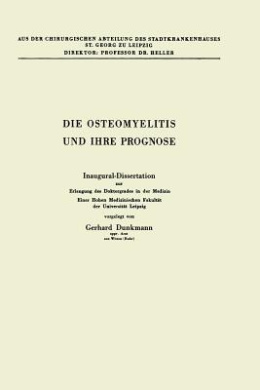 AUS DER CHIRURGISCHEN ABTEILUNG DES STADTKRANKENHAUSES
ST. GEORG ZU LEIPZIG
DIREKTOR: PROFESSOR DR. HELLER
DIE OSTEOMYELITIS
UND IHRE PROGNOSE
Inaugural-Dissertation
zur
Erlangung des Doktorgrades in der Medizin
Einer Hohen Medizinischen Fakultät
der Universität Leipzig
vorgelegt von
Gerhard Dunkmann
appr. Arzt
aus